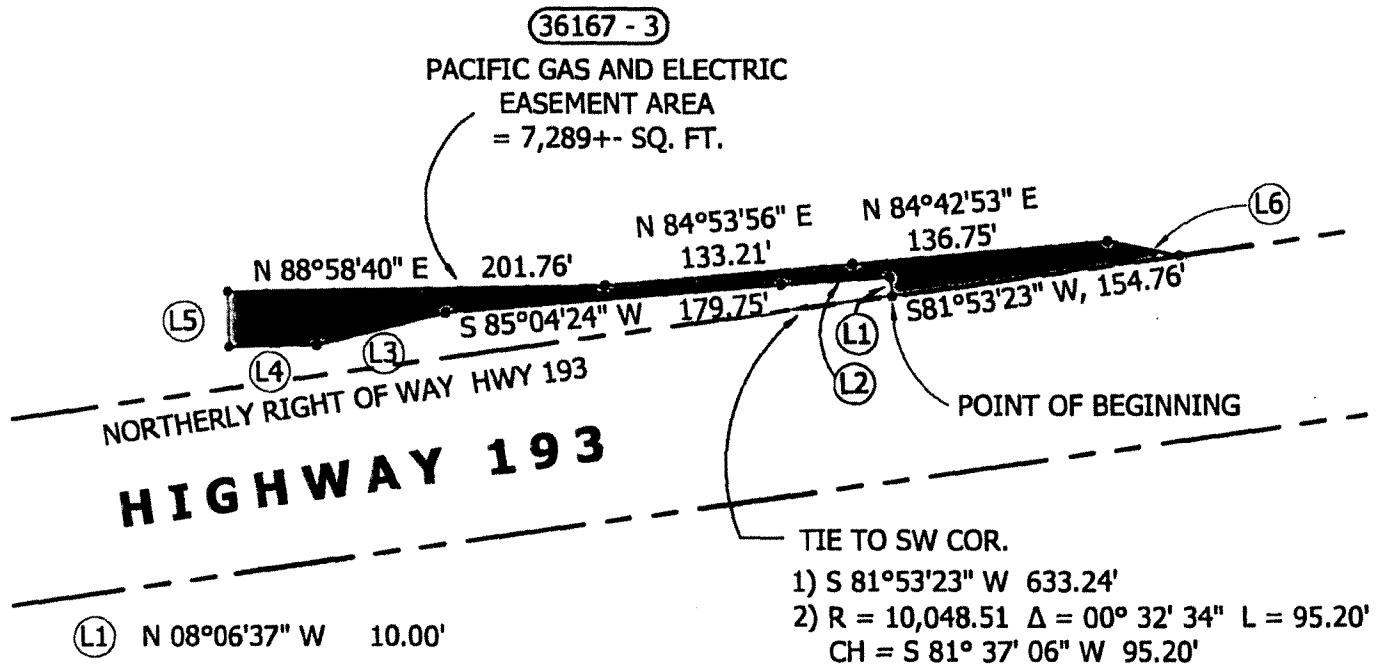 36167 - 3
PACIFIC GAS AND ELECTRIC
EASEMENT AREA
= 7,289+- SQ. FT.
N 84°53'56" E
133.21'
N 84°42'53" E
136.75'
L6
N 88°58'40" E 201.76'
L5
S 85°04'24" W 179.75'
S81°53'23" W, 154.76'
L4
L3
L1
L2
NORTHERLY RIGHT OF WAY HWY 193
POINT OF BEGINNING
HIGHWAY 193
TIE TO SW COR.
1) S 81°53'23" W 633.24'
2) R = 10,048.51 Δ = 00° 32' 34" L = 95.20'
CH = S 81° 37' 06" W 95.20'
L1 N 08°06'37" W 10.00'